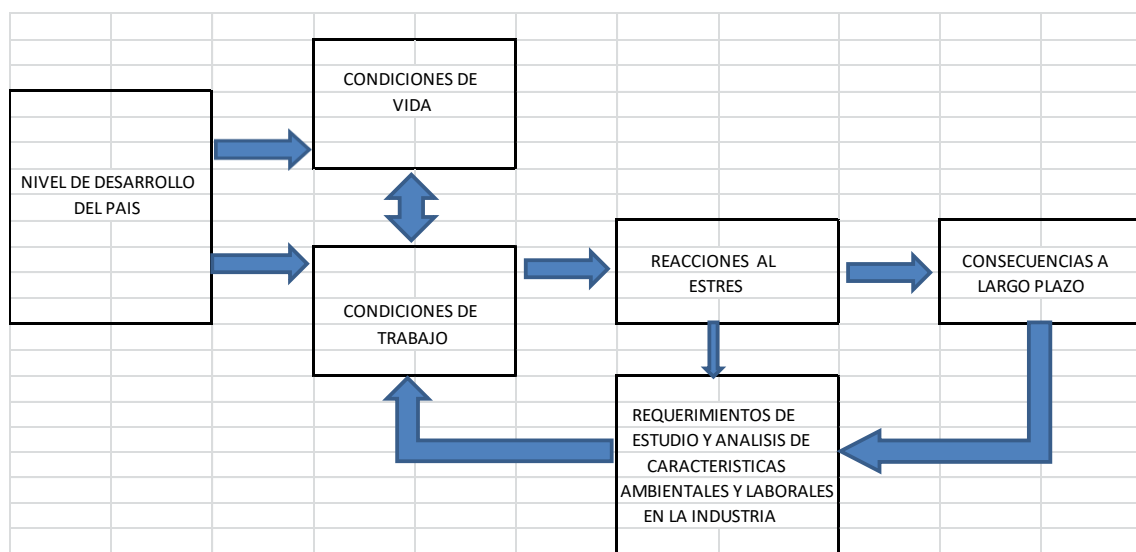 CONDICIONES DE
VIDA
NIVEL DE DESARROLLO
DEL PAIS
CONDICIONES DE
TRABAJO
REACCIONES AL
ESTRES
CONSECUENCIAS A
LARGO PLAZO
REQUERIMIENTOS DE
ESTUDIO Y ANALISIS DE
CARACTERISTICAS
AMBIENTALES Y LABORALES
EN LA INDUSTRIA